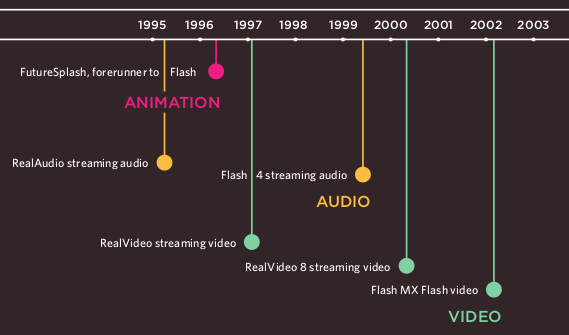 1995 1996 1997 1998 1999 2000 2001 2002 2003
FutureSplash, forerunner to Flash
ANIMATION
RealAudio streaming audio
Flash 4 streaming audio
AUDIO
RealVideo streaming video
RealVideo 8 streaming video
Flash MX Flash video
VIDEO